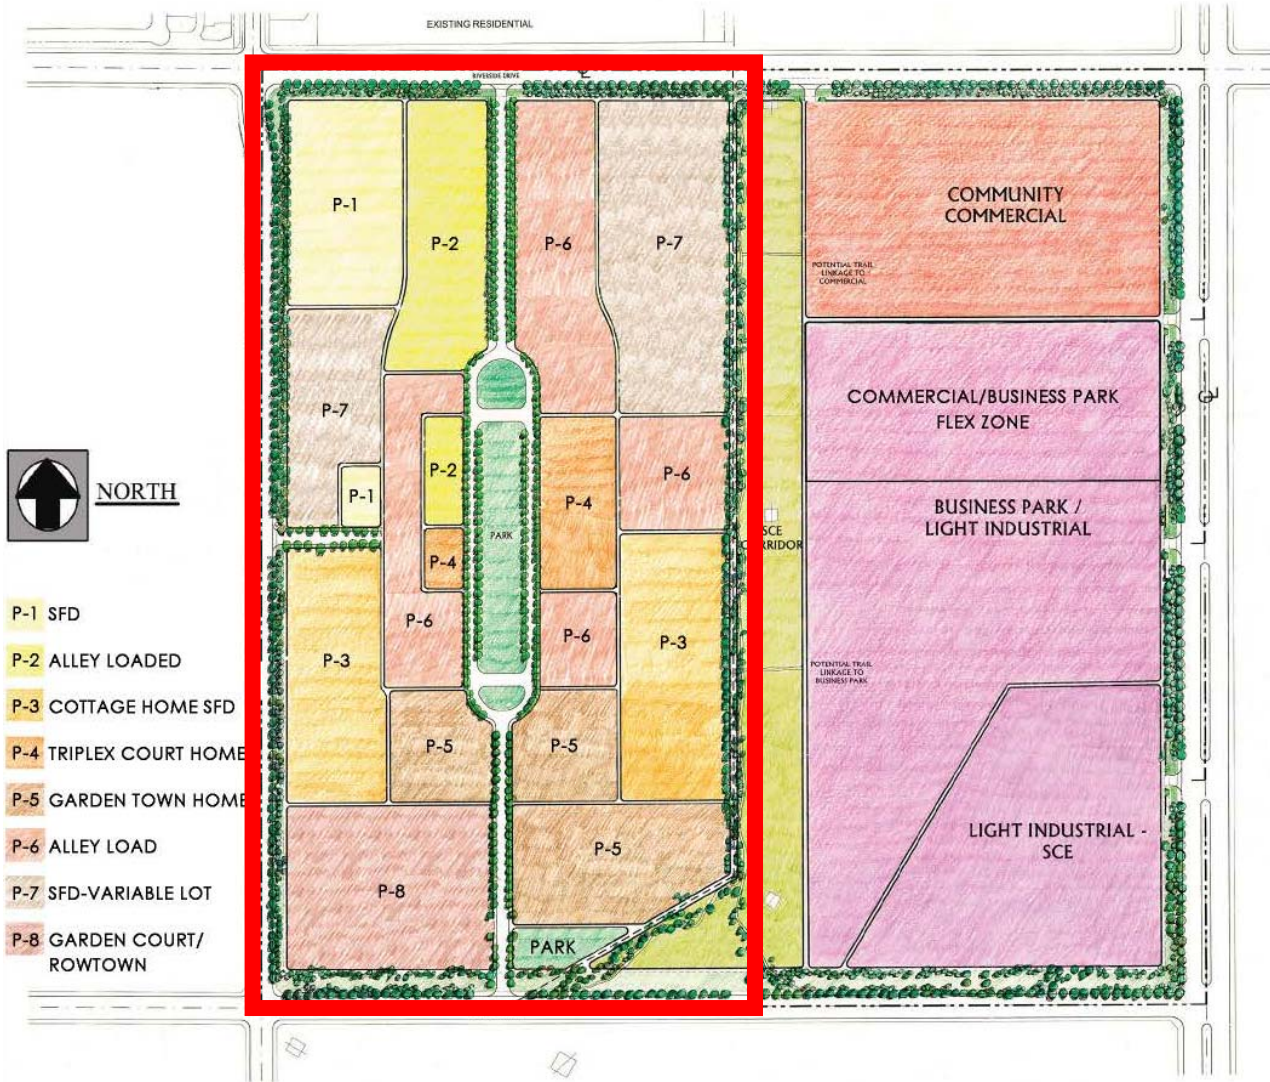 EXISTING RESIDENTIAL
RIVERSIDE DRIVE
P-1
P-2
P-6
P-7
COMMUNITY
COMMERCIAL
POTENTIAL TRAIL
LINKAGE TO
COMMERCIAL
P-7
P-2
P-1
P-4
P-6
PARK
P-4
P-6
P-6
COMMERCIAL/BUSINESS PARK
FLEX ZONE
BUSINESS PARK /
LIGHT INDUSTRIAL
SCE
CORRIDOR
NORTH
P-1 SFD
P-2 ALLEY LOADED
P-3 COTTAGE HOME SFD
P-4 TRIPLEX COURT HOME
P-5 GARDEN TOWN HOME
P-6 ALLEY LOAD
P-7 SFD-VARIABLE LOT
P-8 GARDEN COURT/
ROWTOWN
P-3
P-3
POTENTIAL TRAIL
LINKAGE TO
BUSINESS PARK
P-5
P-5
P-5
P-8
PARK
LIGHT INDUSTRIAL -
SCE